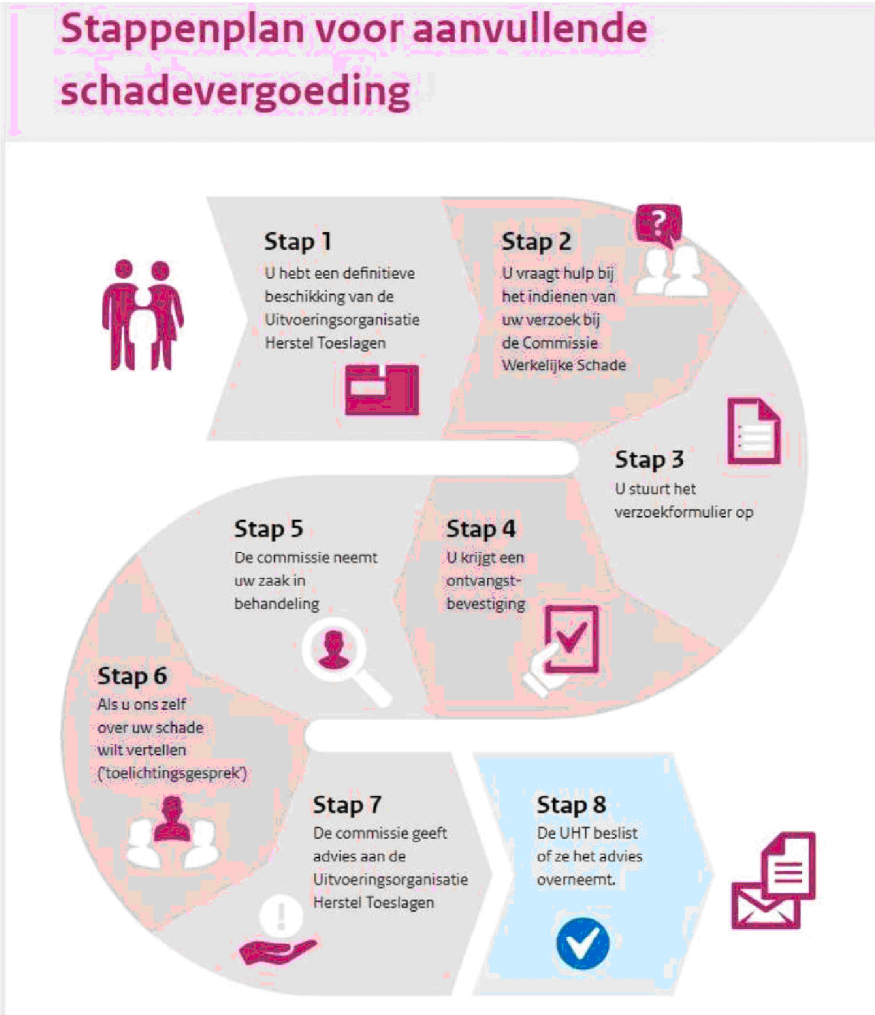 Stappenplan voor aanvullende
schadevergoeding
Stap 1
U hebt een definitieve
beschikking van de
Uitvoeringsorganisatie
Herstel Toeslagen
Stap 2
U vraagt hulp bij
het indienen van
uw verzoek bij
de Commissie
Werkelijke Schade
?
Stap 3
U stuurt het
verzoekformulier op
Stap 4
U krijgt een
ontvangst-
bevestiging
Stap 5
De commissie neemt
uw zaak in
behandeling
Stap 6
Als u ons zelf
over uw schade
wilt vertellen
('toelichtingsgesprek')
Stap 7
De commissie geeft
advies aan de
Uitvoeringsorganisatie
Herstel Toeslagen
!
Stap 8
De UHT beslist
of ze het advies
overneemt.